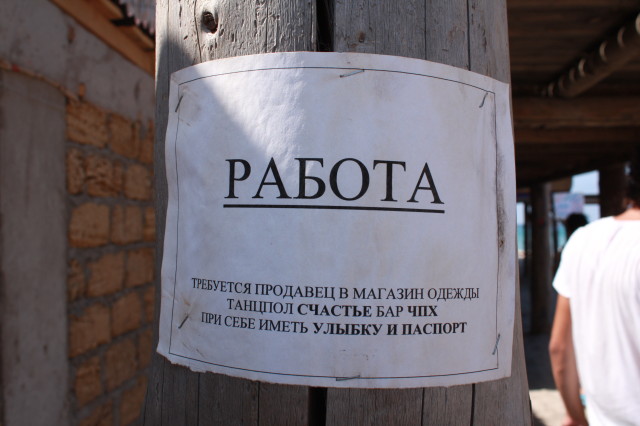 РАБОТА
ТРЕБУЕТСЯ ПРОДАВЕЦ В МАГАЗИН ОДЕЖДЫ
ТАНЦПОЛ СЧАСТЬЕ БАР ЧПХ
ПРИ СЕБЕ ИМЕТЬ УЛЫБКУ И ПАСПОРТ